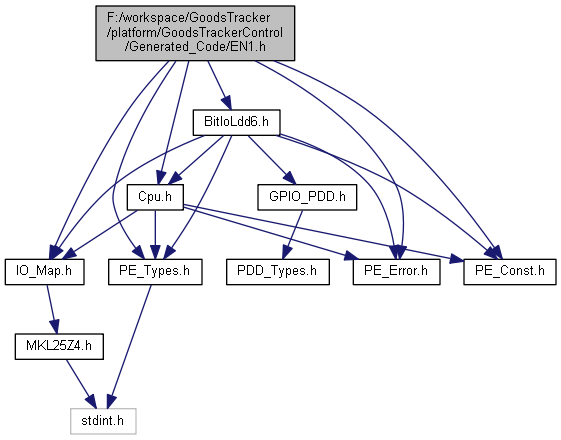 F:/workspace/GoodsTracker
/platform/GoodsTrackerControl
/Generated_Code/EN1.h
BitIoLdd6.h
Cpu.h
GPIO_PDD.h
IO_Map.h
PE_Types.h
PDD_Types.h
PE_Error.h
PE_Const.h
MKL25Z4.h
stdint.h